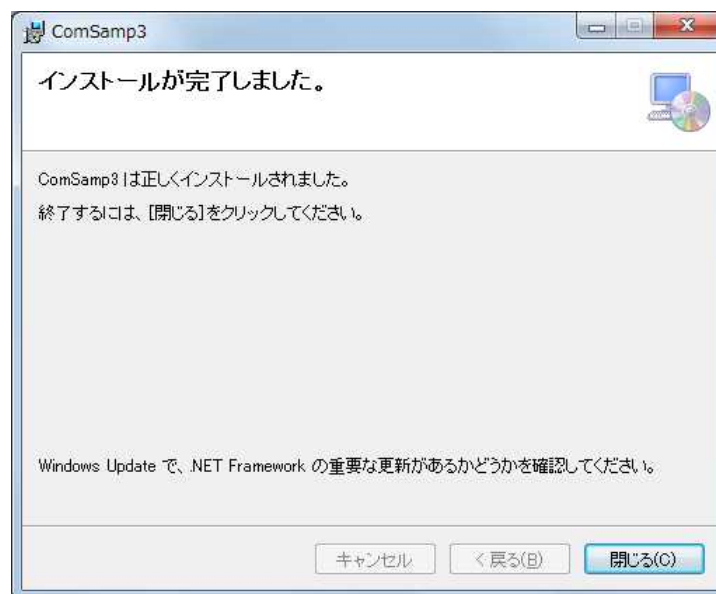 ComSamp3
インストールが完了しました。
ComSamp3 は正しくインストールされました。
終了するには、[閉じる]をクリックしてください。
Windows Update で、.NET Framework の重要な更新があるかどうかを確認してください。
キャンセル
< 戻る(B)
閉じる(C)